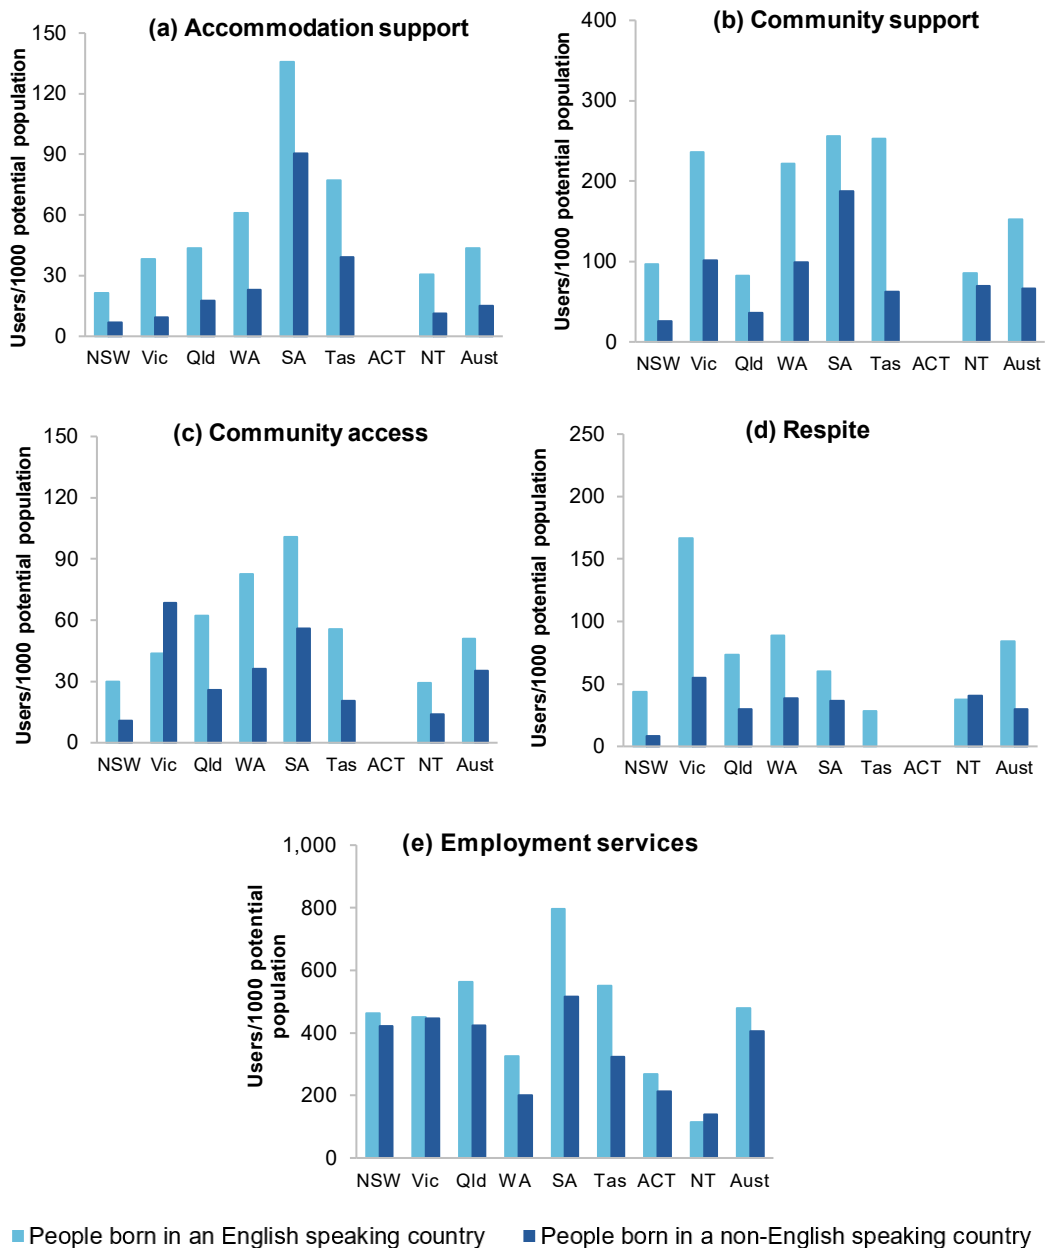 (a) Accommodation support
Users/1000 potential population
150
120
90
60
30
0
NSW Vic Qld WA SA Tas ACT NT Aust
(b) Community support
Users/1000 potential population
400
300
200
100
0
NSW Vic Qld WA SA Tas ACT NT Aust
(c) Community access
Users/1000 potential population
150
120
90
60
30
0
NSW Vic Qld WA SA Tas ACT NT Aust
(d) Respite
Users/1000 potential population
250
200
150
100
50
0
NSW Vic Qld WA SA Tas ACT NT Aust
(e) Employment services
Users/1000 potential
population
1,000
800
600
400
200
0
NSW Vic Qld WA SA Tas ACT NT Aust
People born in an English speaking country People born in a non-English speaking country